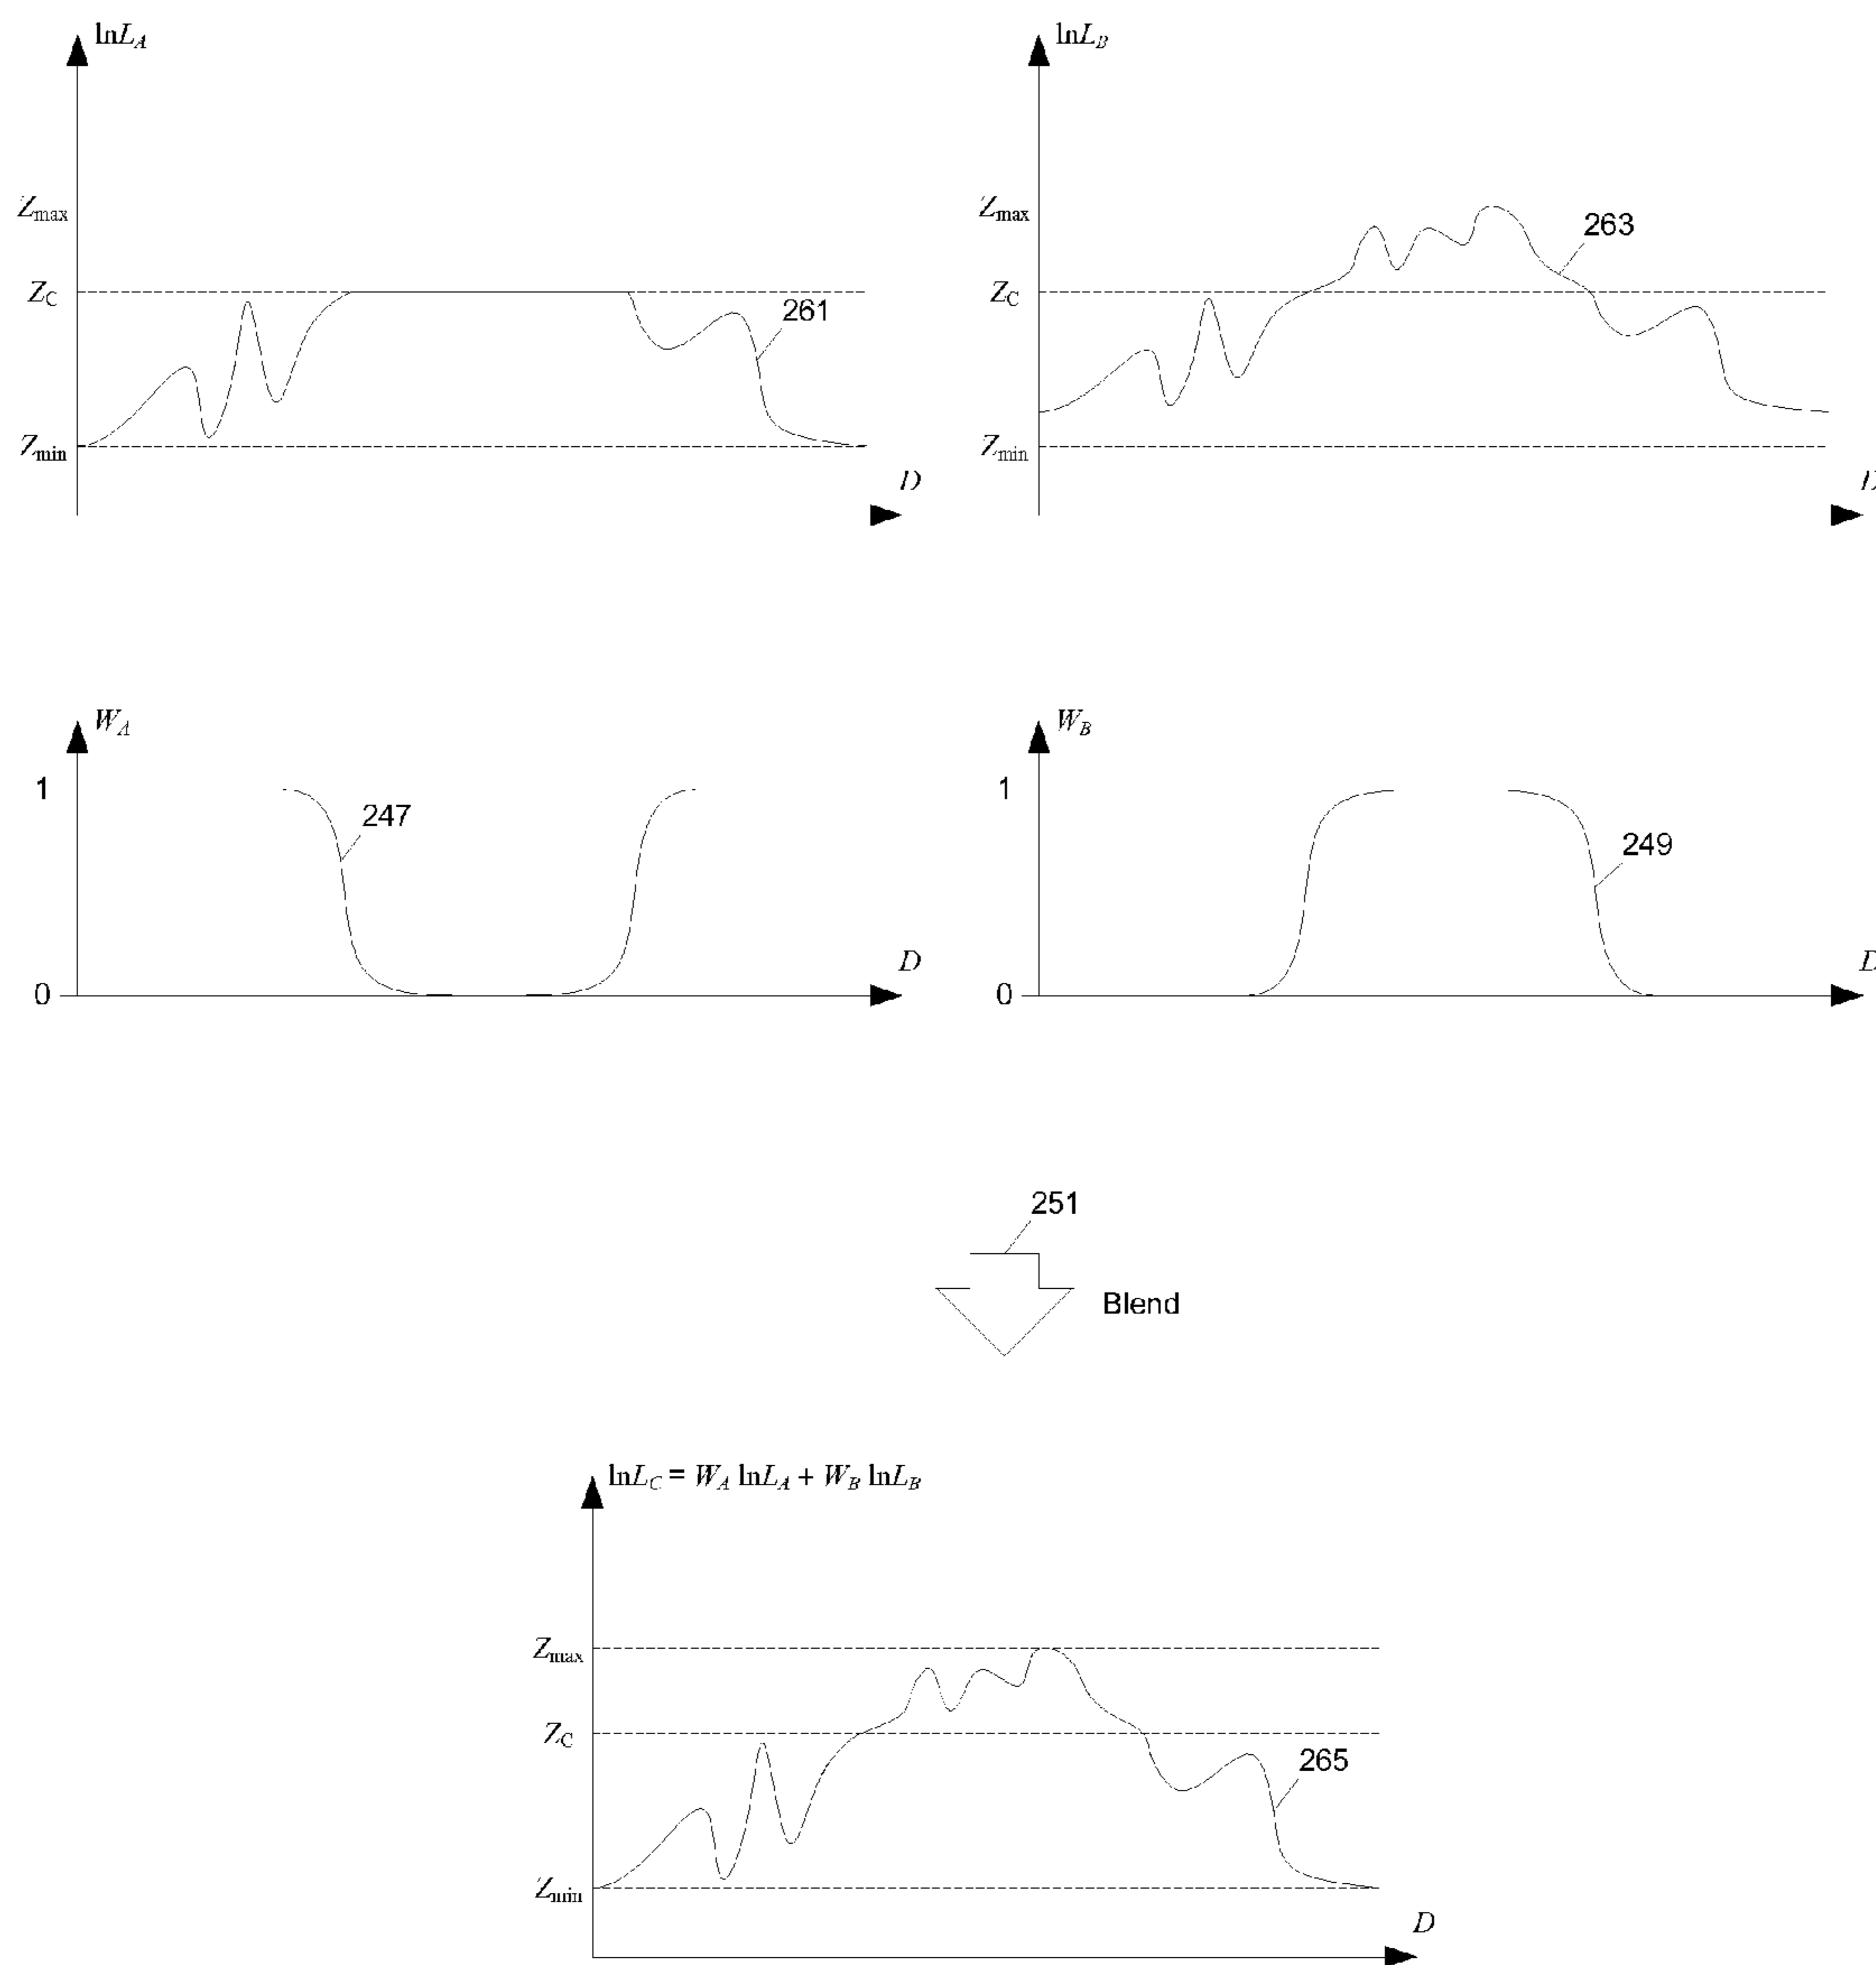 lnL_A
Z_max
Z_C
261
Z_min
D
lnL_B
Z_max
263
Z_C
Z_min
D
W_A
1
247
D
0
W_B
1
249
D
0
251
Blend
lnL_C = W_A lnL_A + W_B lnL_B
Z_max
Z_C
265
Z_min
D